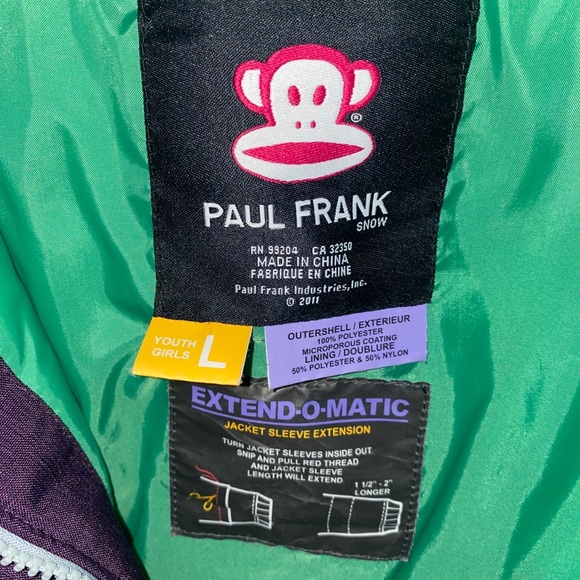 ®
PAUL FRANK
SNOW
RN 99204 CA 32350
MADE IN CHINA
FABRIQUE EN CHINE
Paul Frank Industries, Inc.
© 2011
YOUTH
GIRLS
L
OUTERSHELL / EXTERIEUR
100% POLYESTER
MICROPOROUS COATING
LINING / DOUBLURE
50% POLYESTER & 50% NYLON
EXTEND-O-MATIC
JACKET SLEEVE EXTENSION
TURN JACKET SLEEVES INSIDE OUT.
SNIP AND PULL RED THREAD
AND JACKET SLEEVE
LENGTH WILL EXTEND.
1 1/2" - 2"
LONGER